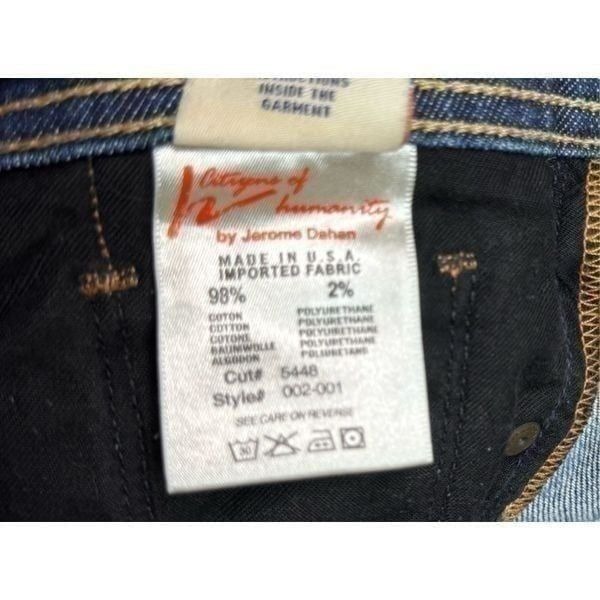 INSIDE THE
GARMENT
Citizens of
humanity
by Jerome Dahan
MADE IN U.S.A.
IMPORTED FABRIC
98% 2%
COTON POLYURETHANE
COTTON POLYURETHANE
COTONE POLYURETHANE
BAUMWOLLE POLYURETHANE
ALGODON POLIURETANO
Cut# 5448
Style# 002-001
SEE CARE ON REVERSE
30